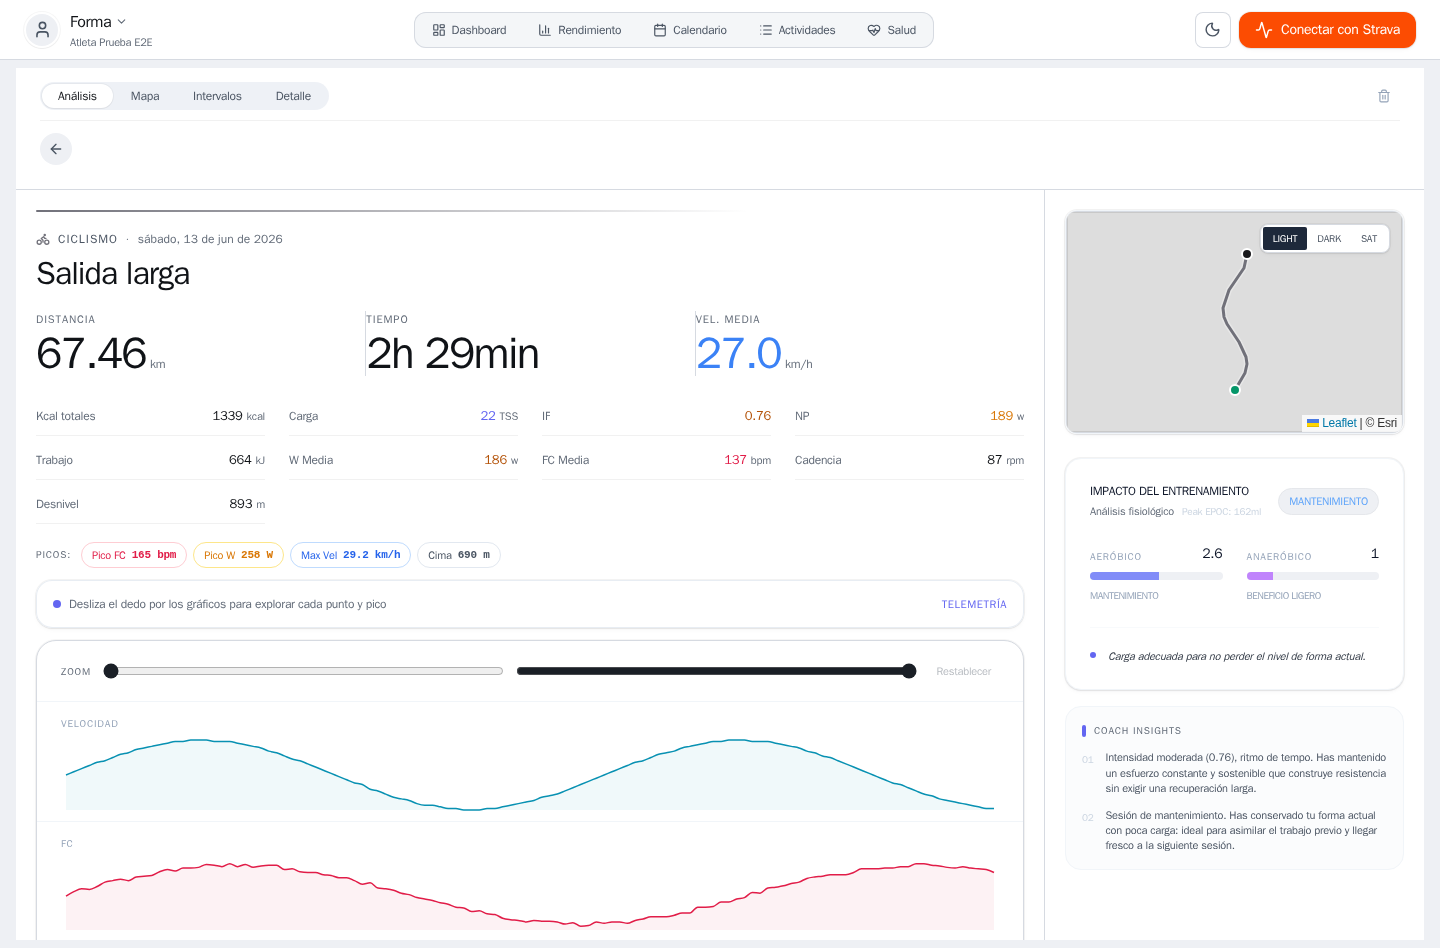 Forma
Atleta Prueba E2E
Dashboard
Rendimiento
Calendario
Actividades
Salud
Conectar con Strava
Análisis
Mapa
Intervalos
Detalle
CICLISMO · sábado, 13 de jun de 2026
Salida larga
DISTANCIA
67.46 km
TIEMPO
2h 29min
VEL. MEDIA
27.0 km/h
Kcal totales 1339 kcal
Carga 22 TSS
IF 0.76
NP 189 w
Trabajo 664 kJ
W Media 186 w
FC Media 137 bpm
Cadencia 87 rpm
Desnivel 893 m
PICOS:
Pico FC 165 bpm
Pico W 258 W
Max Vel 29.2 km/h
Cima 690 m
Desliza el dedo por los gráficos para explorar cada punto y pico
TELEMETRÍA
ZOOM
Restablecer
VELOCIDAD
FC
LIGHT
DARK
SAT
Leaflet | © Esri
IMPACTO DEL ENTRENAMIENTO
Análisis fisiológico Peak EPOC: 162ml
MANTENIMIENTO
AERÓBICO 2.6
MANTENIMIENTO
ANAERÓBICO 1
BENEFICIO LIGERO
Carga adecuada para no perder el nivel de forma actual.
COACH INSIGHTS
01 Intensidad moderada (0.76), ritmo de tempo. Has mantenido
un esfuerzo constante y sostenible que construye resistencia
sin exigir una recuperación larga.
02 Sesión de mantenimiento. Has conservado tu forma actual
con poca carga: ideal para asimilar el trabajo previo y llegar
fresco a la siguiente sesión.